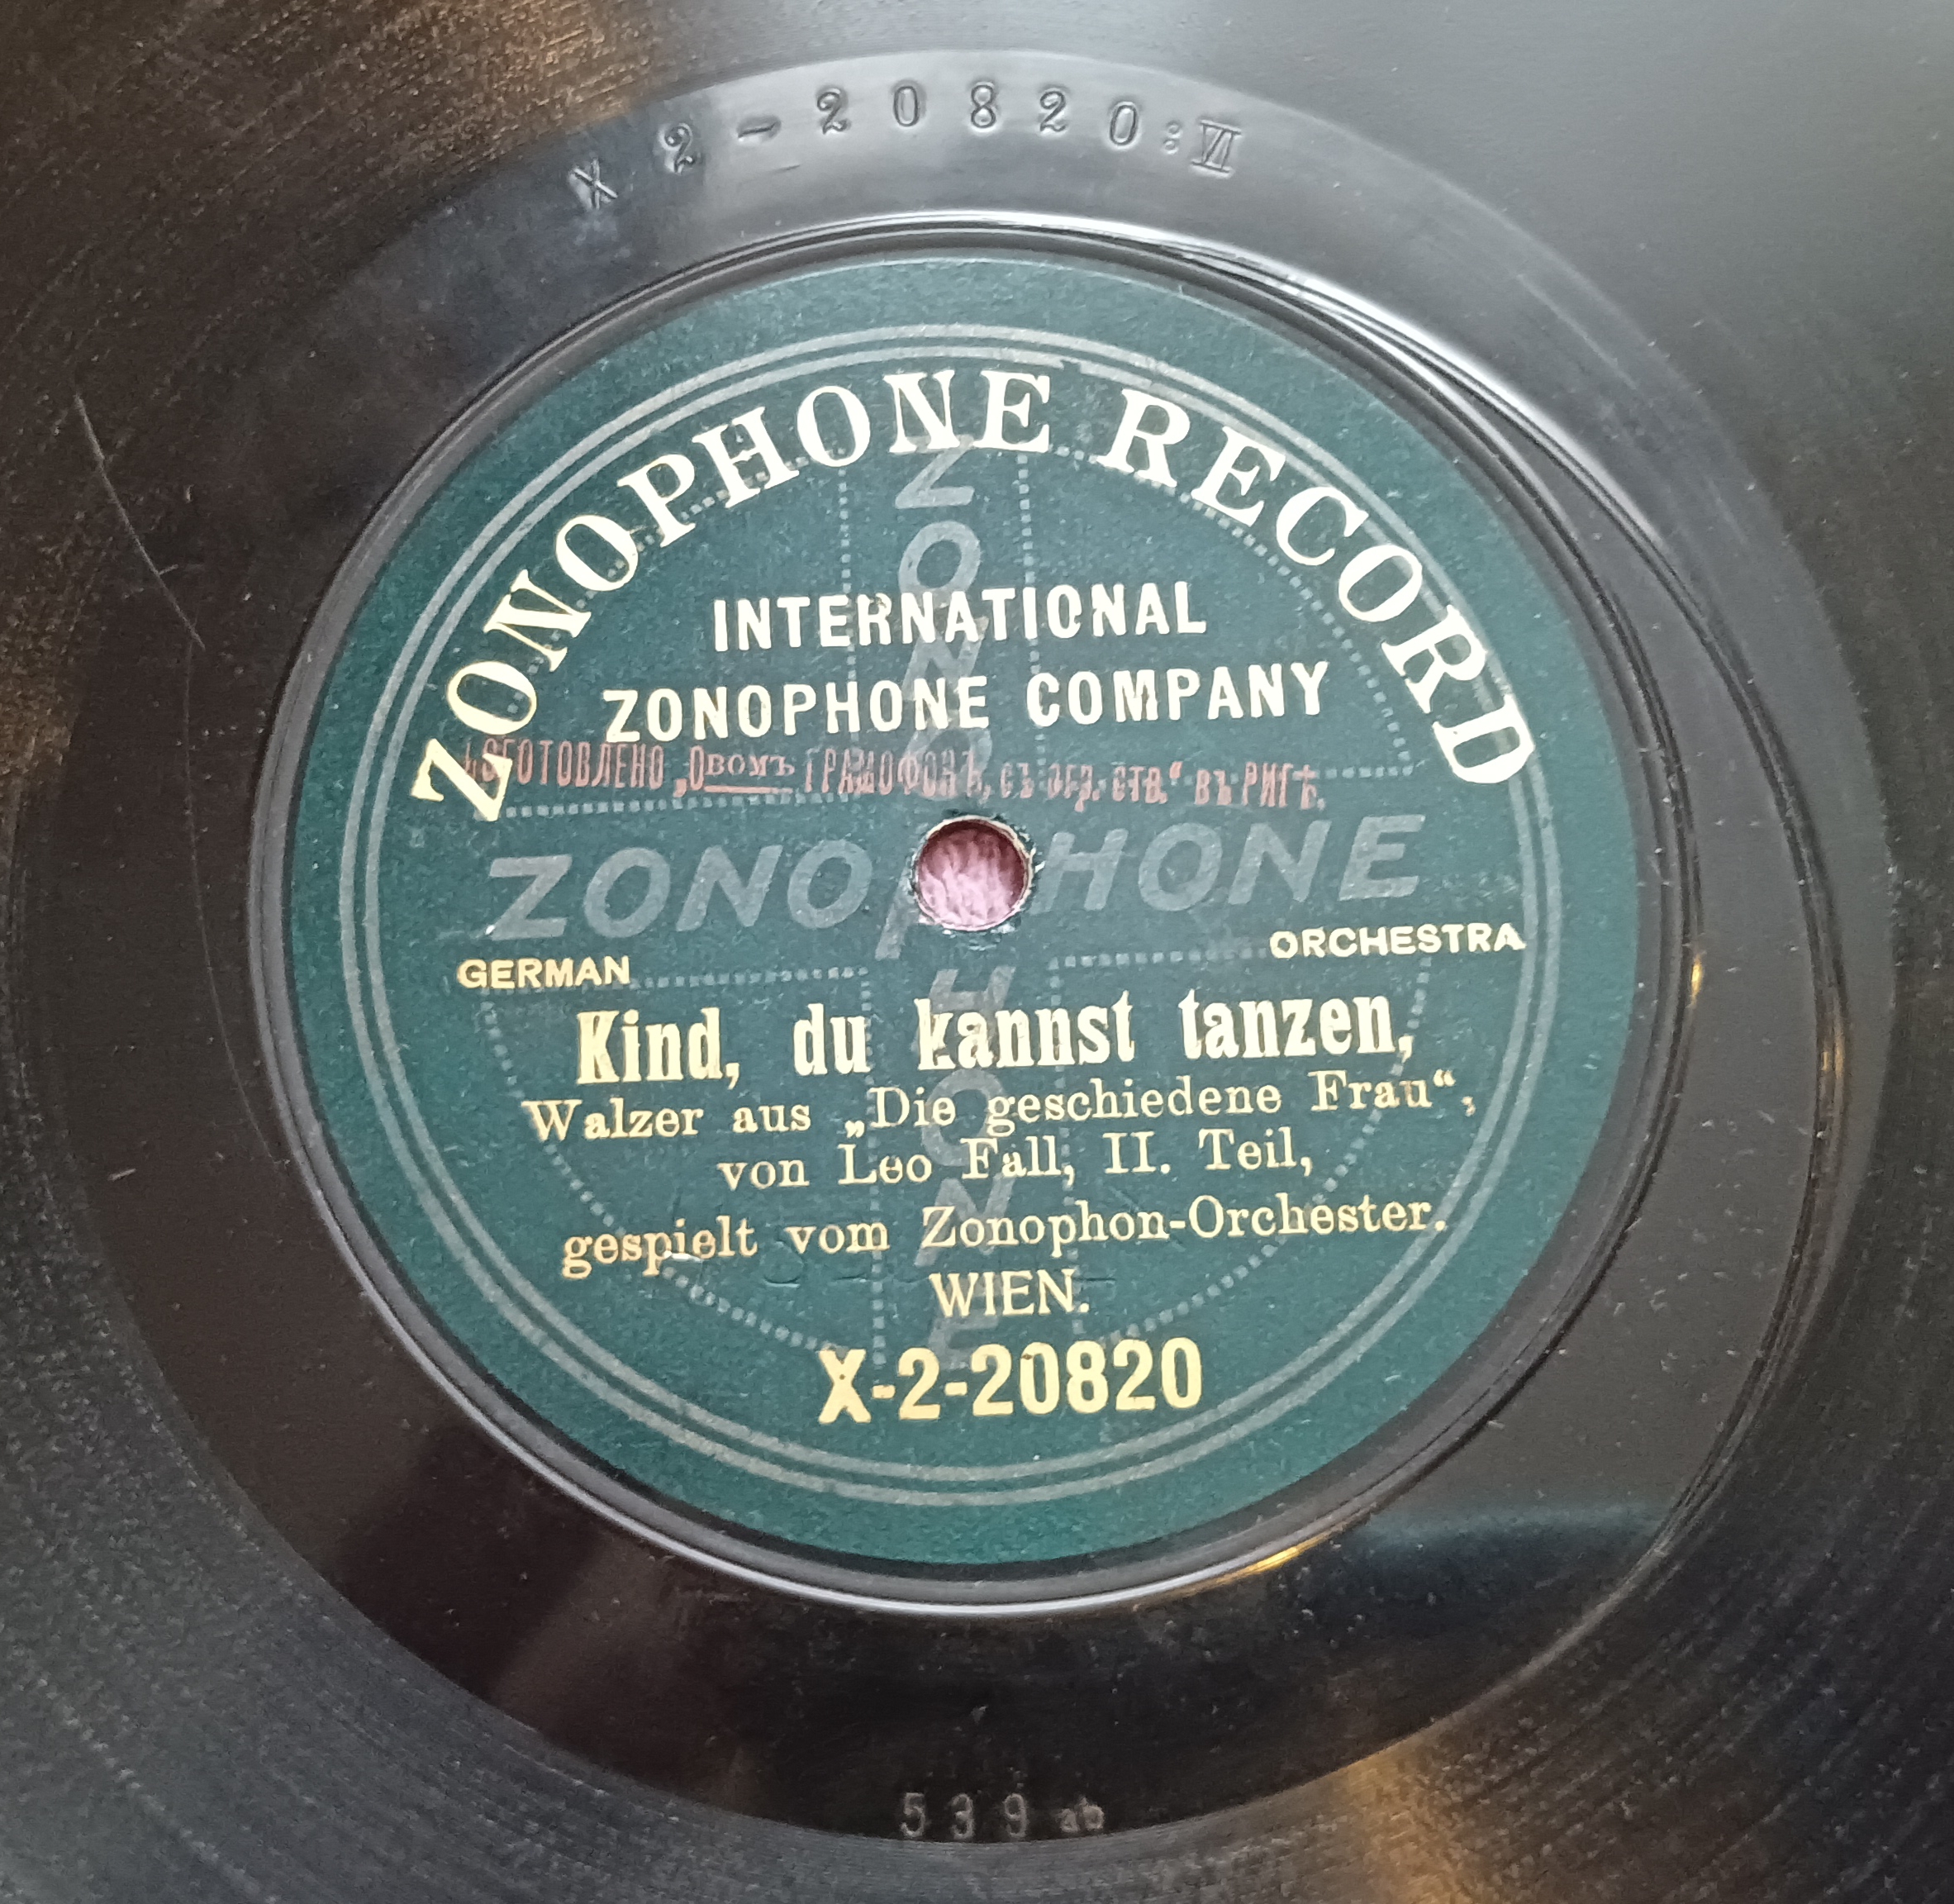 X 2-20820:VI
ZONOPHONE RECORD
INTERNATIONAL
ZONOPHONE COMPANY
ИЗГОТОВЛЕНО „Овомъ ГРАМОФОНЪ, съ огр. отв.“ въ РИГѢ.
ZONOPHONE
ZONOPHONE
GERMAN
ORCHESTRA
Kind, du kannst tanzen,
Walzer aus „Die geschiedene Frau“,
von Leo Fall, II. Teil,
gespielt vom Zonophon-Orchester.
WIEN.
X-2-20820
539 ab